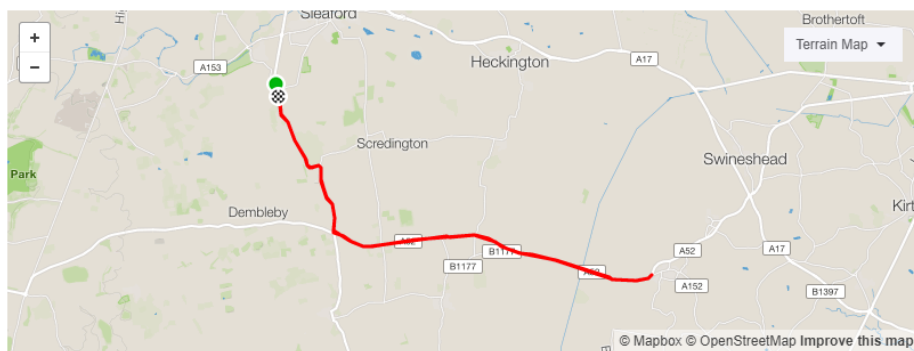 Sleaford
Brothertoft
+
Terrain Map
−
Heckington
A17
A153
Scredington
Swineshead
Park
Dembleby
Kirt
A52
B1177
A17
A52
B1177
A152
B1397
© Mapbox © OpenStreetMap Improve this map